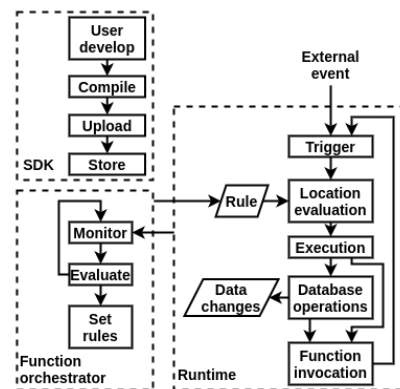 User
develop
Compile
Upload
Store
SDK
External
event
Trigger
Rule
Location
evaluation
Execution
Monitor
Evaluate
Set
rules
Data
changes
Database
operations
Function
invocation
Function
orchestrator
Runtime